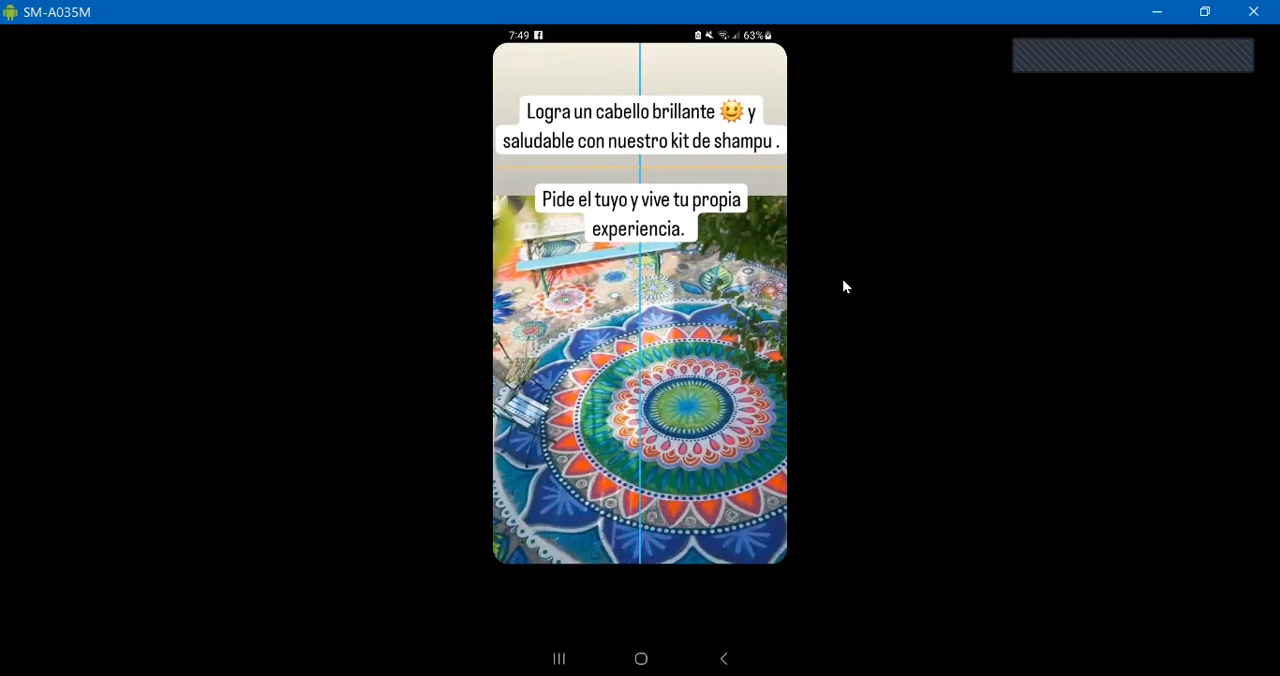 SM-A035M
7:49
63%
Logra un cabello brillante 🌞 y
saludable con nuestro kit de shampu .
Pide el tuyo y vive tu propia
experiencia.